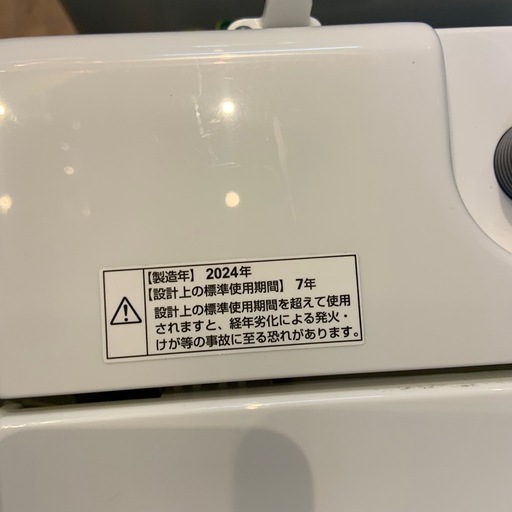 【製造年】 2024年
【設計上の標準使用期間】 7年
設計上の標準使用期間を超えて使用
されますと、経年劣化による発火・
けが等の事故に至る恐れがあります。